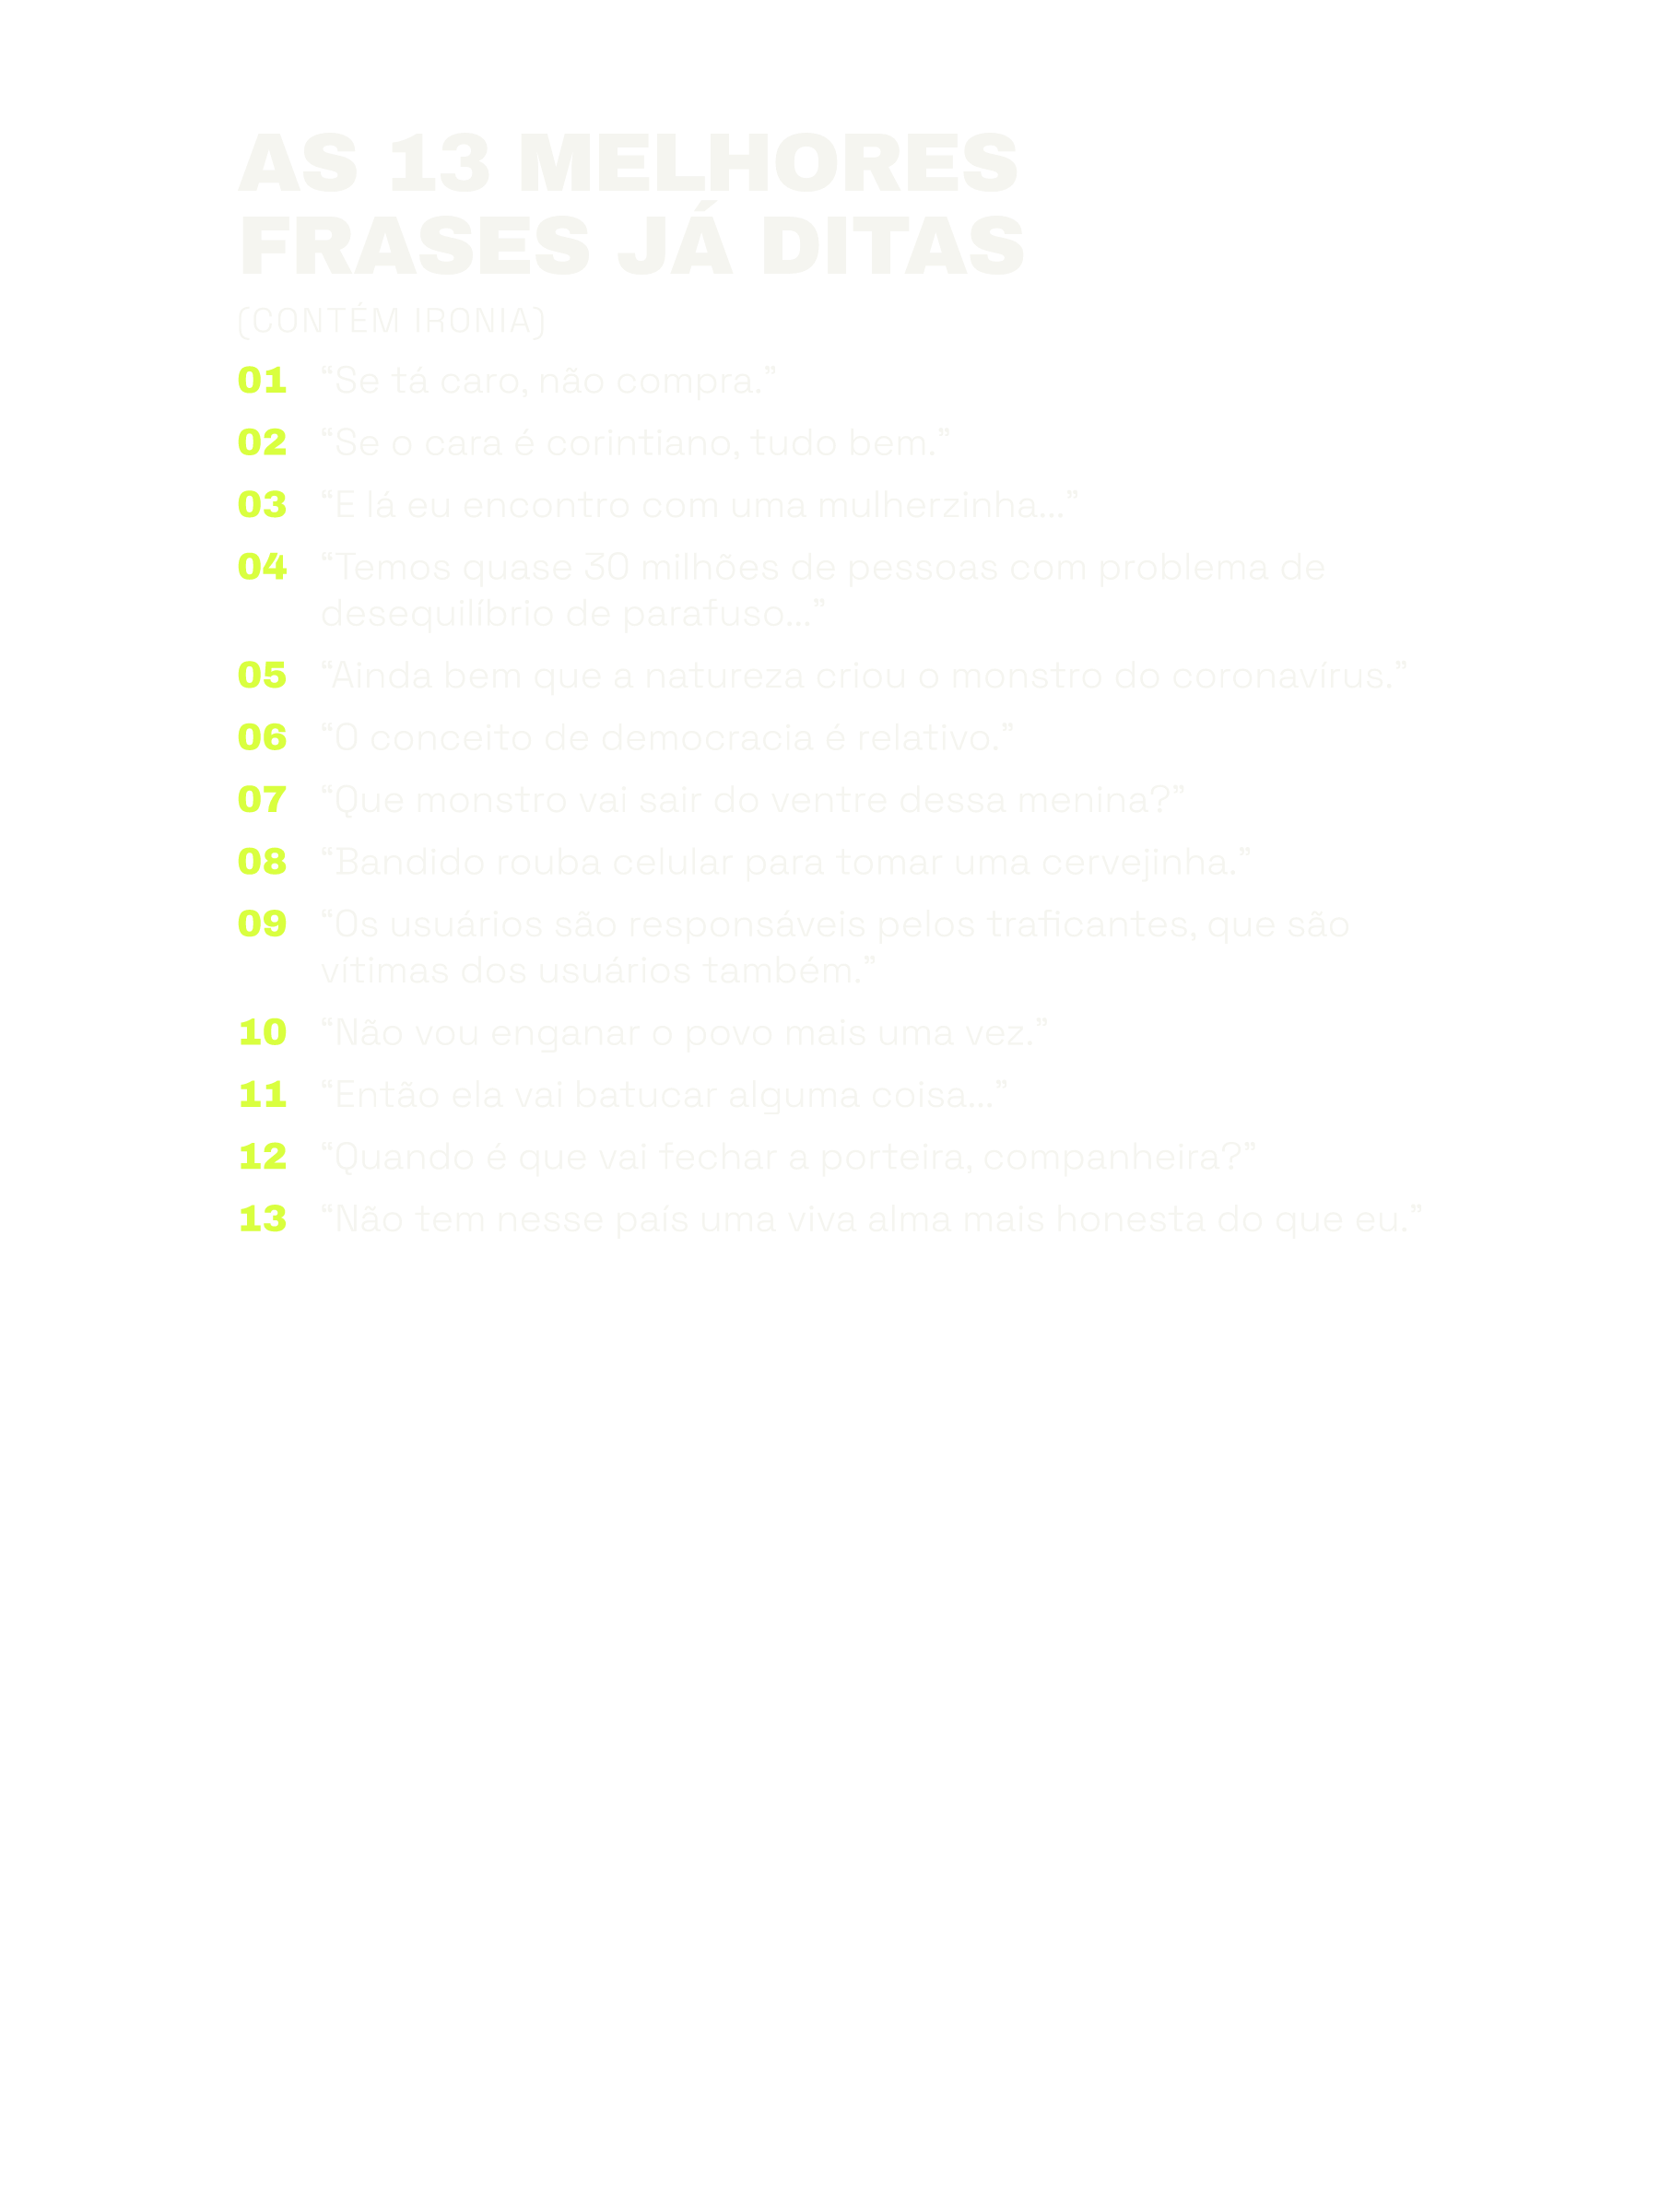 AS 13 MELHORES
FRASES JÁ DITAS
(CONTÉM IRONIA)
01 “Se tá caro, não compra.”
02 “Se o cara é corintiano, tudo bem.”
03 “E lá eu encontro com uma mulherzinha...”
04 “Temos quase 30 milhões de pessoas com problema de
desequilíbrio de parafuso...”
05 “Ainda bem que a natureza criou o monstro do coronavírus.”
06 “O conceito de democracia é relativo.”
07 “Que monstro vai sair do ventre dessa menina?”
08 “Bandido rouba celular para tomar uma cervejinha.”
09 “Os usuários são responsáveis pelos traficantes, que são
vítimas dos usuários também.”
10 “Não vou enganar o povo mais uma vez.”
11 “Então ela vai batucar alguma coisa...”
12 “Quando é que vai fechar a porteira, companheira?”
13 “Não tem nesse país uma viva alma mais honesta do que eu.”